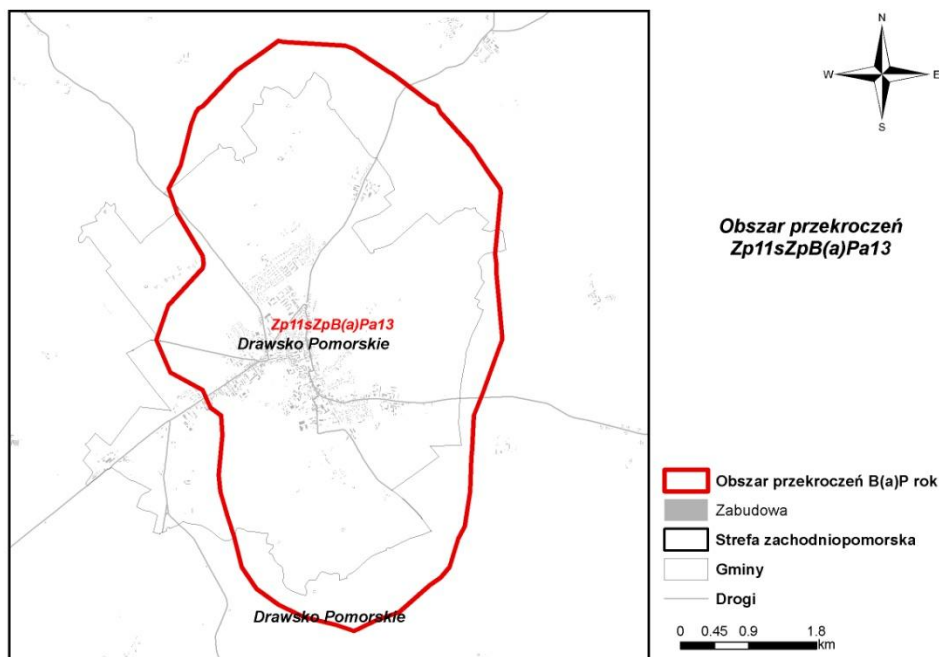 N
W E
S
Obszar przekroczeń
Zp11sZpB(a)Pa13
Zp11sZpB(a)Pa13
Drawsko Pomorskie
Drawsko Pomorskie
Obszar przekroczeń B(a)P rok
Zabudowa
Strefa zachodniopomorska
Gminy
Drogi
0 0.45 0.9 1.8
km